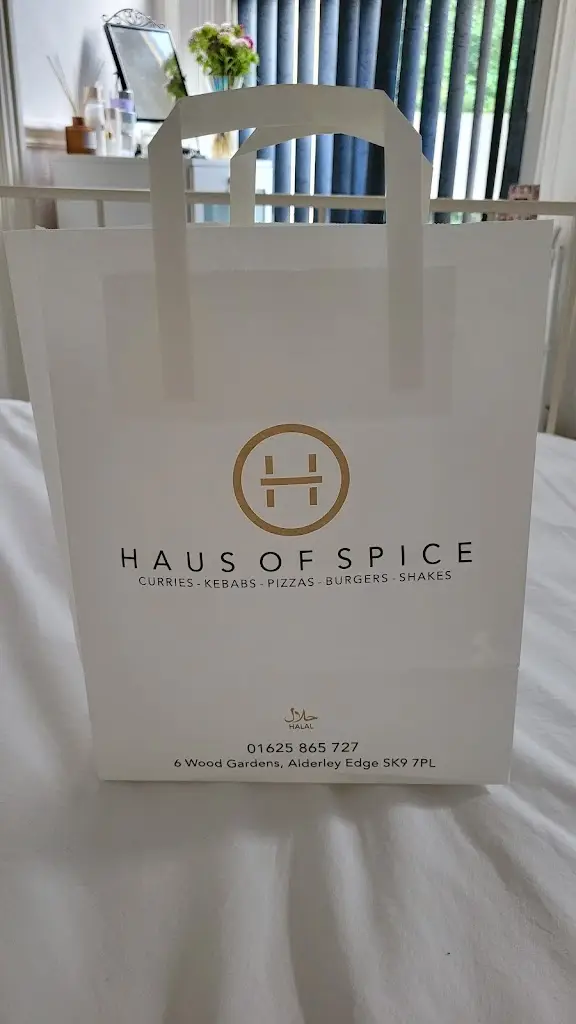 H
HAUS OF SPICE
CURRIES - KEBABS - PIZZAS - BURGERS - SHAKES
حلال
HALAL
01625 865 727
6 Wood Gardens, Alderley Edge SK9 7PL